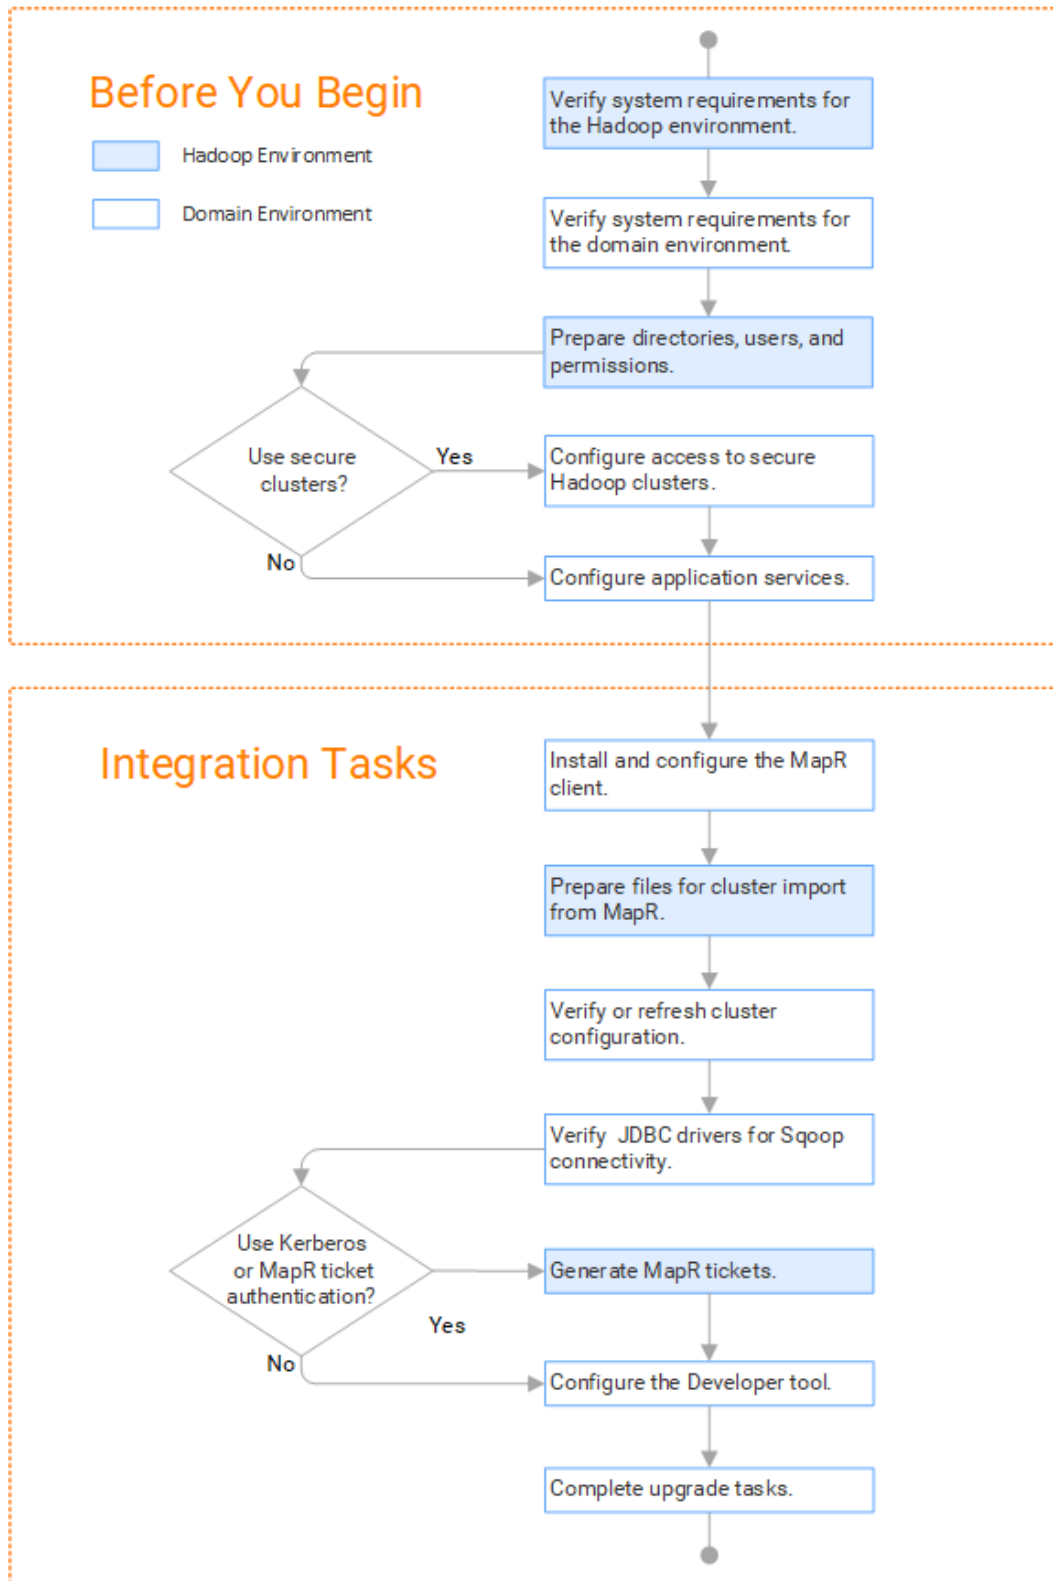 Before You Begin
Hadoop Environment
Domain Environment
Verify system requirements for
the Hadoop environment.
Verify system requirements for
the domain environment.
Prepare directories, users, and
permissions.
Use secure
clusters?
Yes
No
Configure access to secure
Hadoop clusters.
Configure application services.
Integration Tasks
Install and configure the MapR
client.
Prepare files for cluster import
from MapR.
Verify or refresh cluster
configuration.
Verify JDBC drivers for Sqoop
connectivity.
Use Kerberos
or MapR ticket
authentication?
Yes
No
Generate MapR tickets.
Configure the Developer tool.
Complete upgrade tasks.